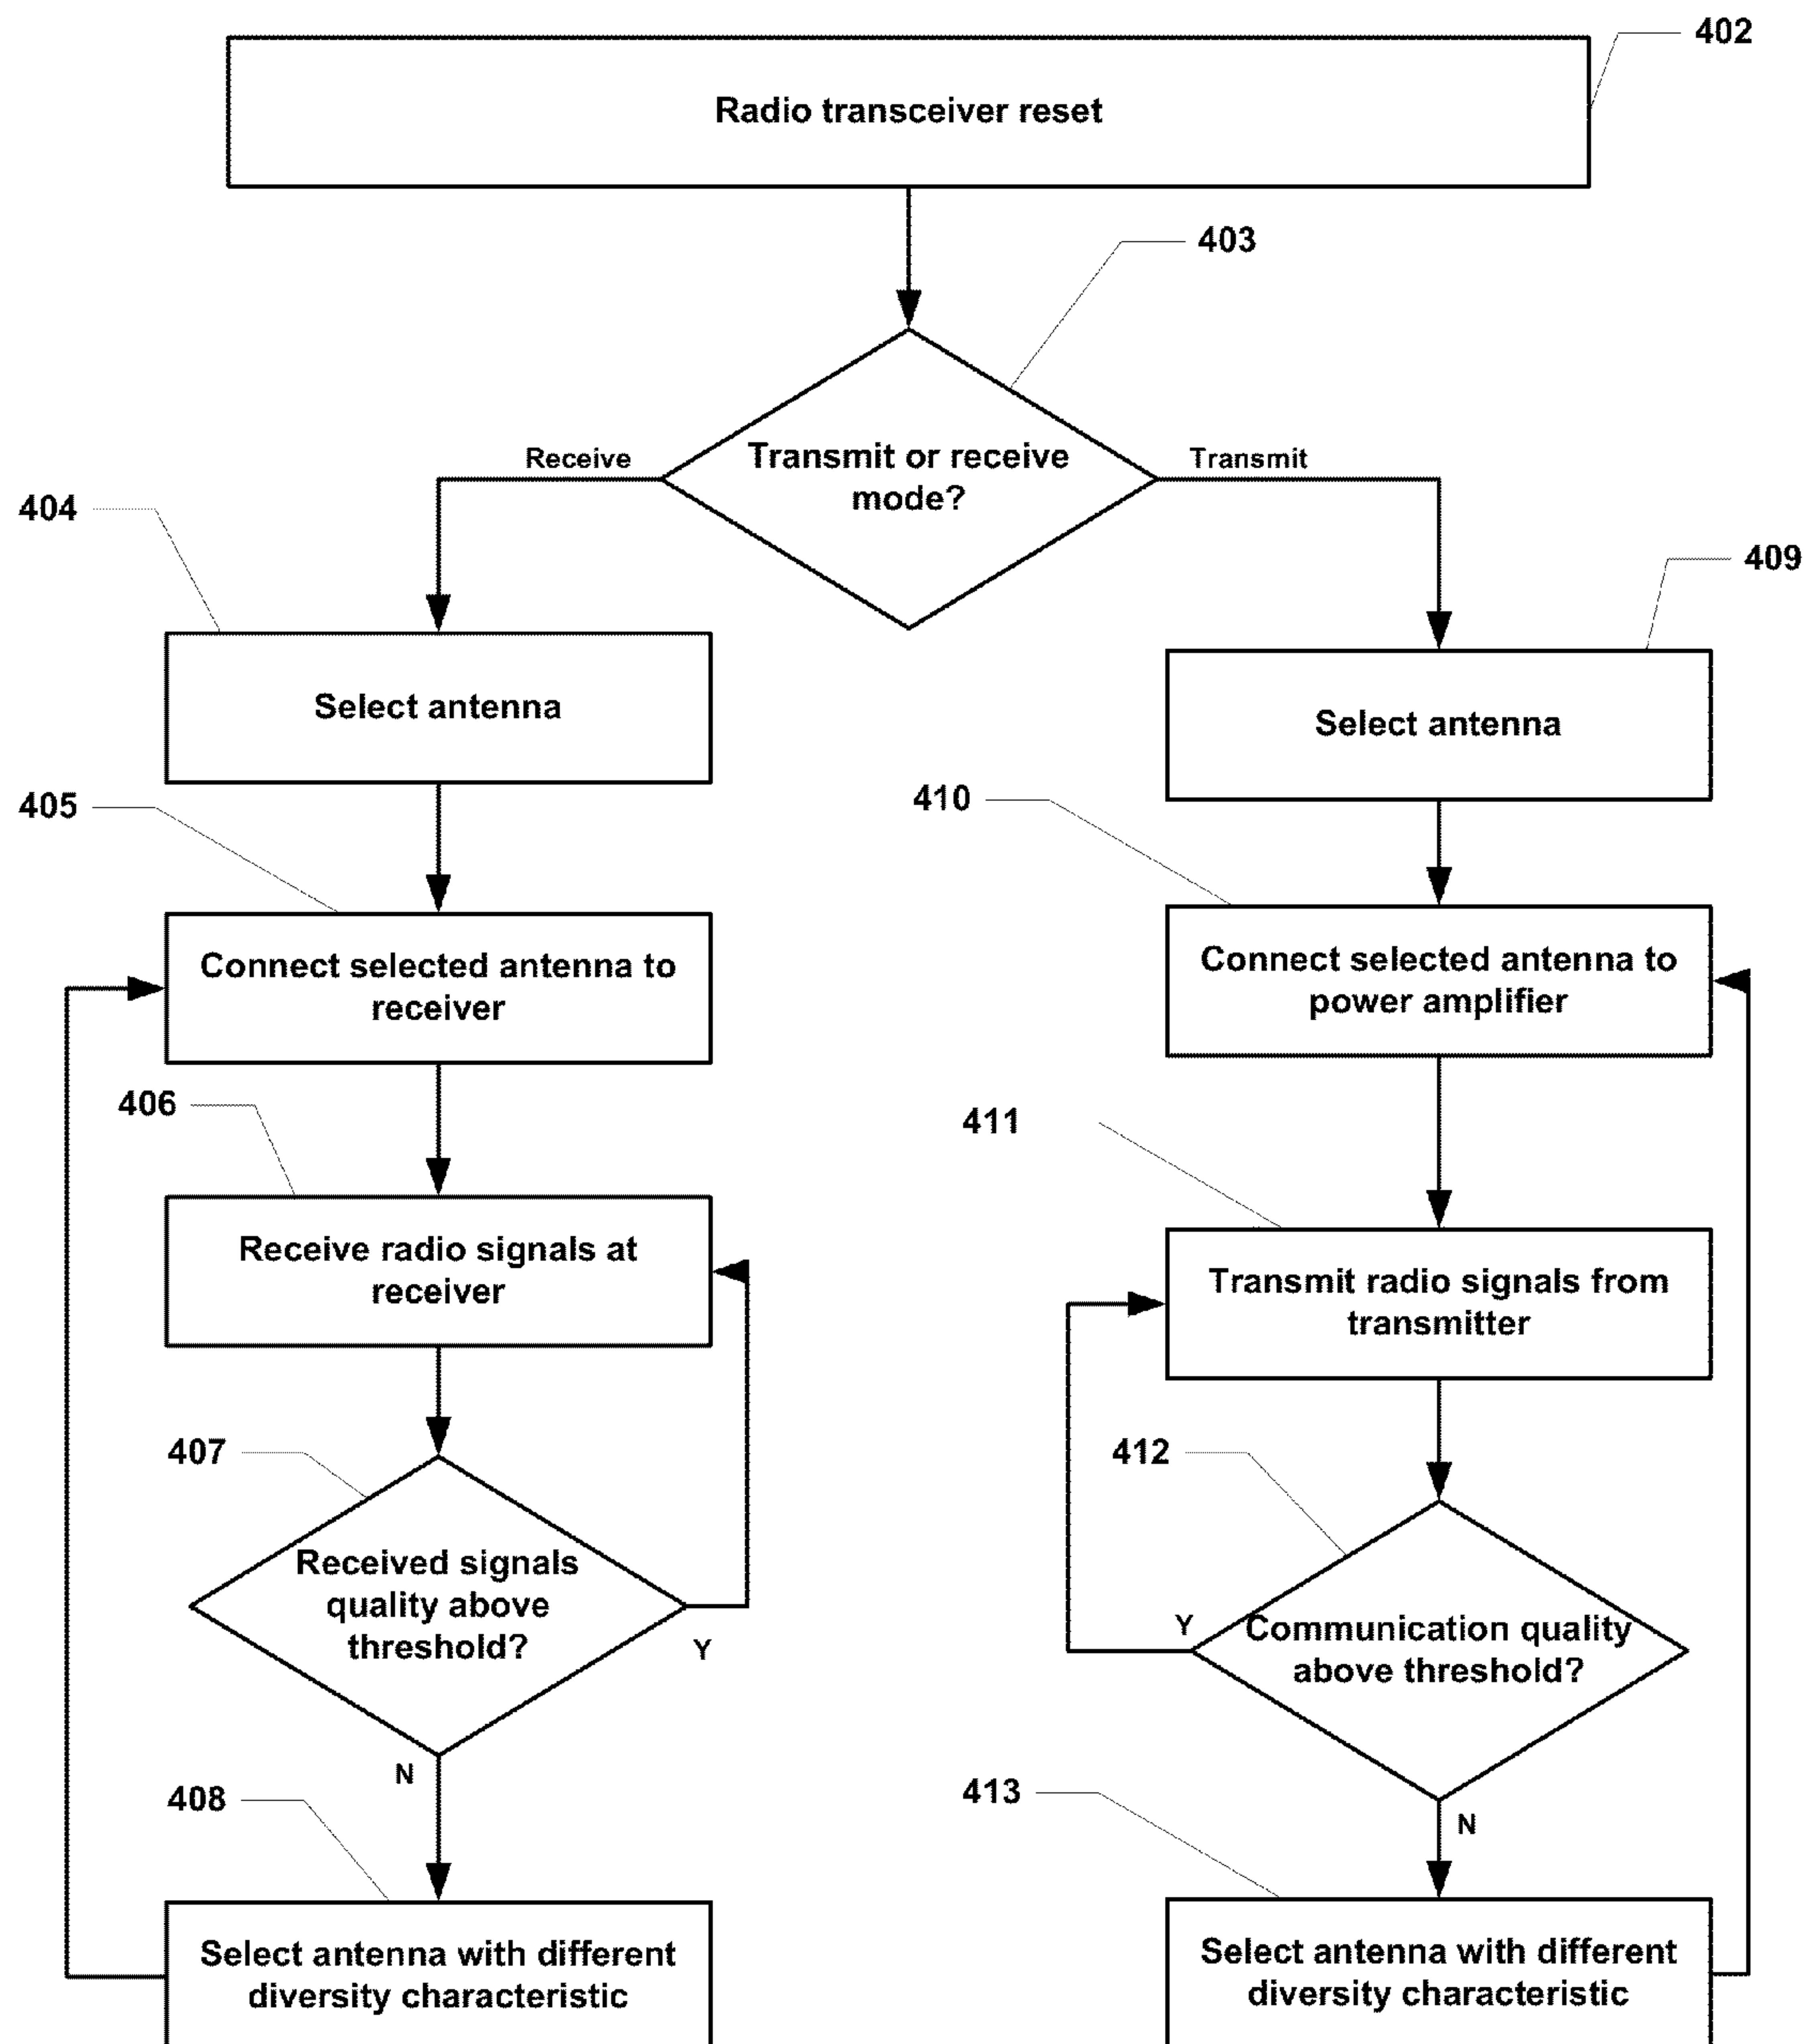 402
Radio transceiver reset
403
Receive
Transmit or receive
mode?
Transmit
404
409
Select antenna
Select antenna
405
410
Connect selected antenna to
receiver
Connect selected antenna to
power amplifier
406
411
Receive radio signals at
receiver
Transmit radio signals from
transmitter
407
412
Received signals
quality above
threshold?
Y
Y
Communication quality
above threshold?
N
N
408
413
Select antenna with different
diversity characteristic
Select antenna with different
diversity characteristic